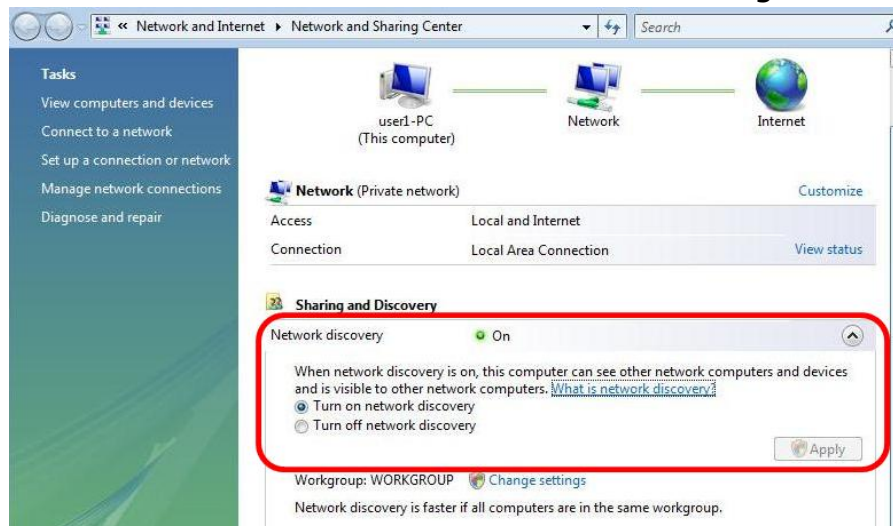 « Network and Internet ▸ Network and Sharing Center
Search
Tasks
View computers and devices
Connect to a network
Set up a connection or network
Manage network connections
Diagnose and repair
user1-PC
(This computer)
Network
Internet
Network (Private network)
Customize
Access Local and Internet
Connection Local Area Connection View status
Sharing and Discovery
Network discovery On
When network discovery is on, this computer can see other network computers and devices
and is visible to other network computers. What is network discovery?
Turn on network discovery
Turn off network discovery
Apply
Workgroup: WORKGROUP Change settings
Network discovery is faster if all computers are in the same workgroup.